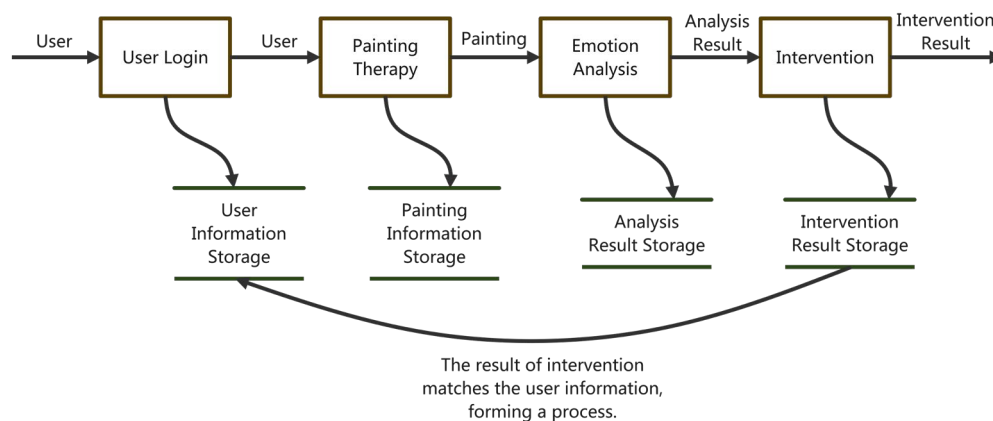 User
User Login
User
Painting
Therapy
Painting
Emotion
Analysis
Analysis
Result
Intervention
Intervention
Result
User
Information
Storage
Painting
Information
Storage
Analysis
Result Storage
Intervention
Result Storage
The result of intervention
matches the user information,
forming a process.